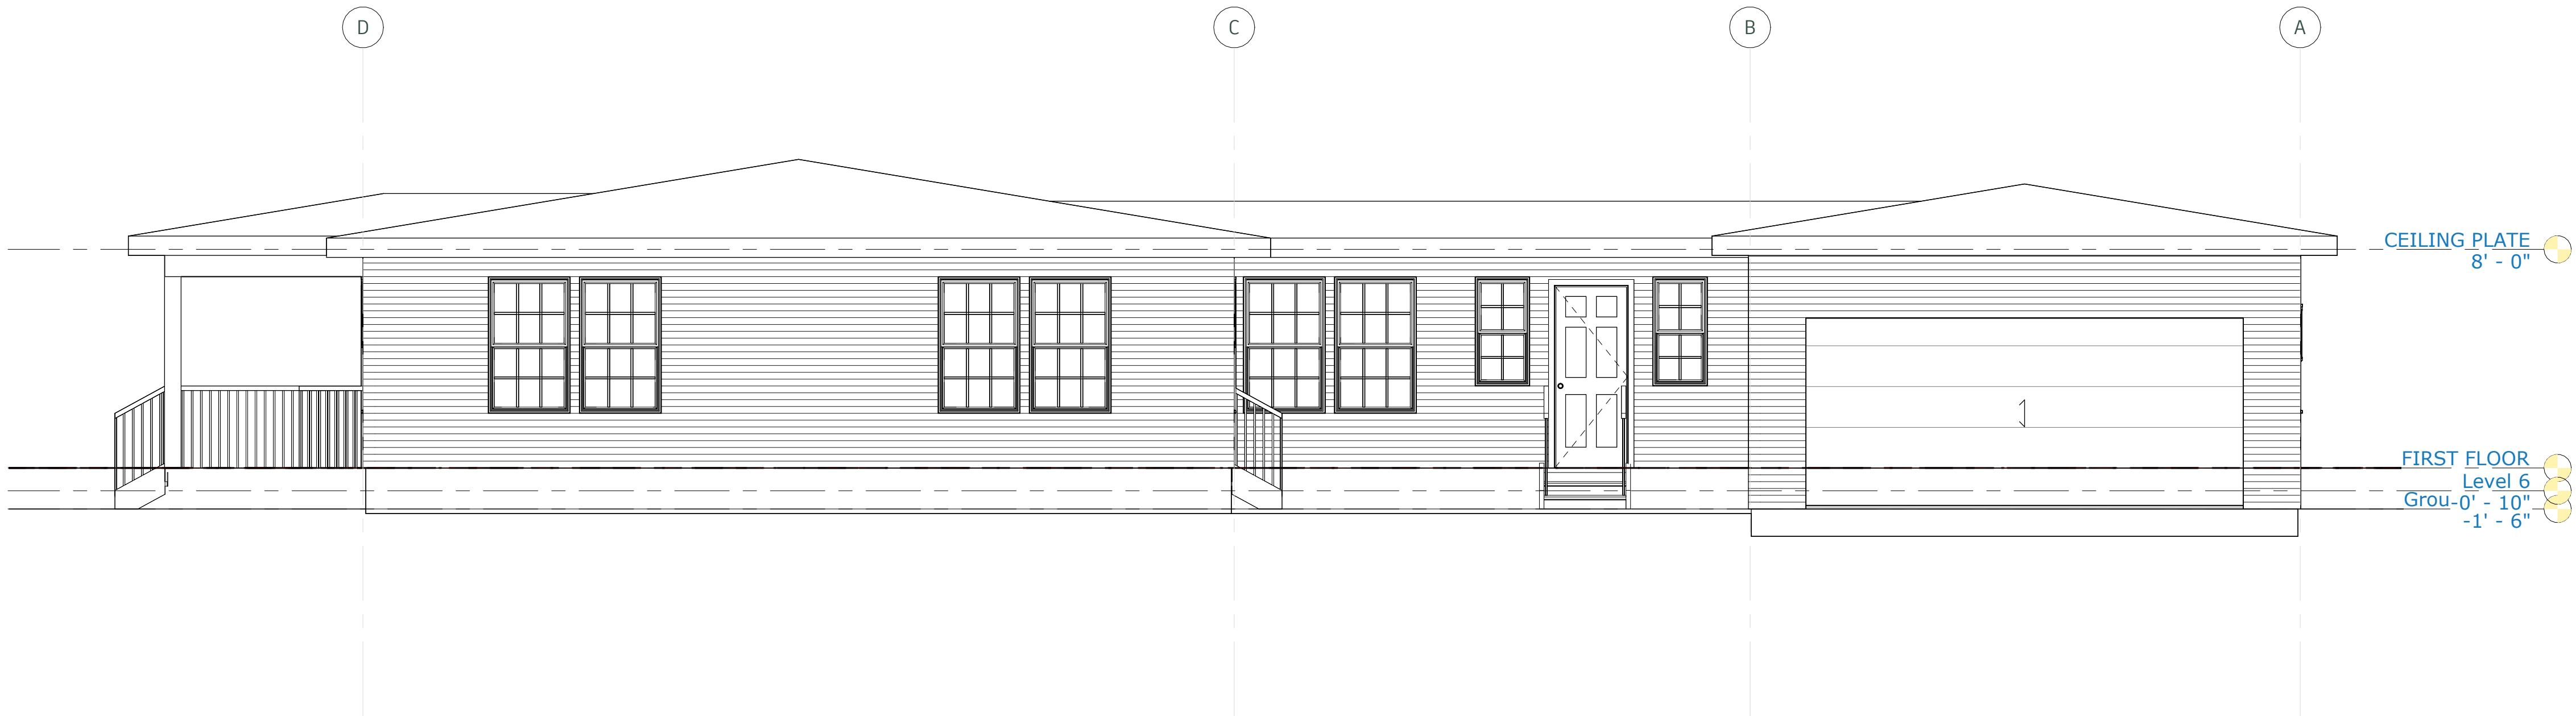 D
C
B
A
CEILING PLATE
8' - 0"
1
FIRST FLOOR
Level 6
Grou-0' - 10"
-1' - 6"